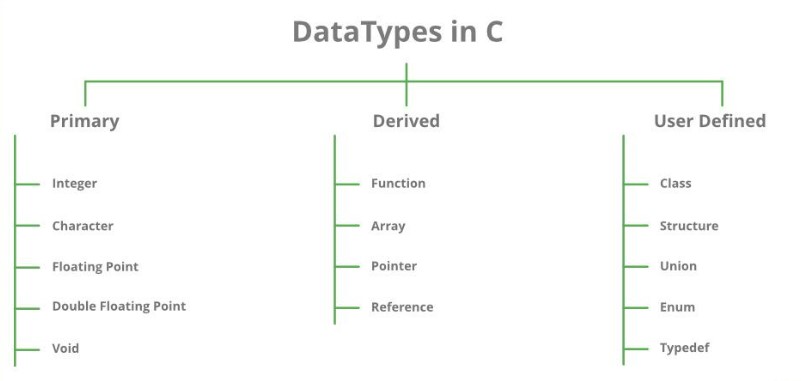 DataTypes in C
Primary
Integer
Character
Floating Point
Double Floating Point
Void
Derived
Function
Array
Pointer
Reference
User Defined
Class
Structure
Union
Enum
Typedef